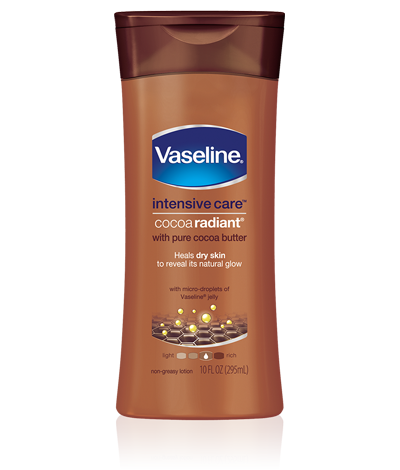 Vaseline®
intensive care™
cocoa radiant®
with pure cocoa butter
Heals dry skin
to reveal its natural glow
with micro-droplets of
Vaseline® jelly
light rich
non-greasy lotion 10 FL OZ (295mL)